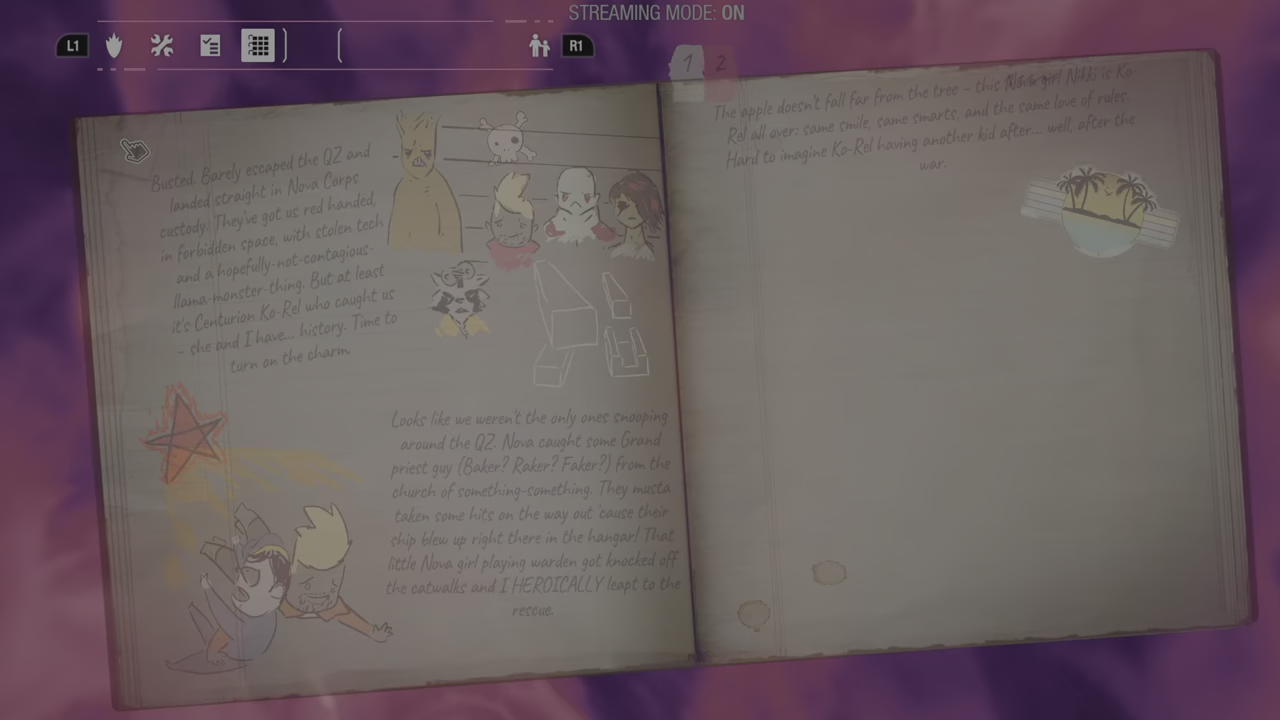 STREAMING MODE: ON
L1
R1
1 2
Busted. Barely escaped the QZ and
landed straight in Nova Corps
custody. They've got us red handed,
in forbidden space, with stolen tech
and a hopefully-not-contagious-
llama-monster-thing. But at least
it's Centurion Ko-Rel who caught us
- she and I have... history. Time to
turn on the charm.
Looks like we weren't the only ones snooping
around the QZ. Nova caught some Grand
priest guy (Baker? Raker? Faker?) from the
church of something-something. They musta
taken some hits on the way out 'cause their
ship blew up right there in the hangar! That
little Nova girl playing warden got knocked off
the catwalks and I HEROICALLY leapt to the
rescue.
The apple doesn't fall far from the tree – this Nova girl Nikki is Ko-
Rel all over: same smile, same smarts, and the same love of rules.
Hard to imagine Ko-Rel having another kid after... well, after the
war.